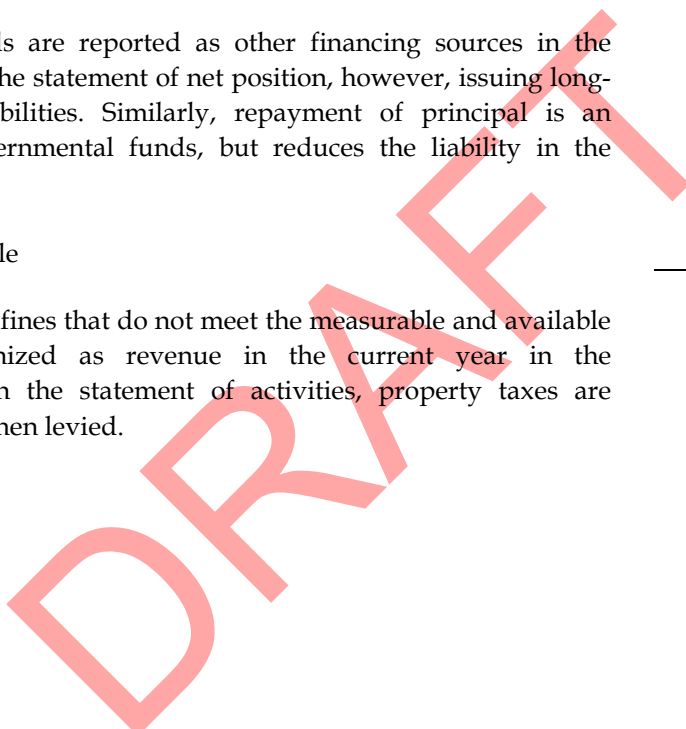 ls are reported as other financing sources in the
he statement of net position, however, issuing long-
bilities. Similarly, repayment of principal is an
ernmental funds, but reduces the liability in the
le
fines that do not meet the measurable and available
nized as revenue in the current year in the
n the statement of activities, property taxes are
hen levied.
DRAFT